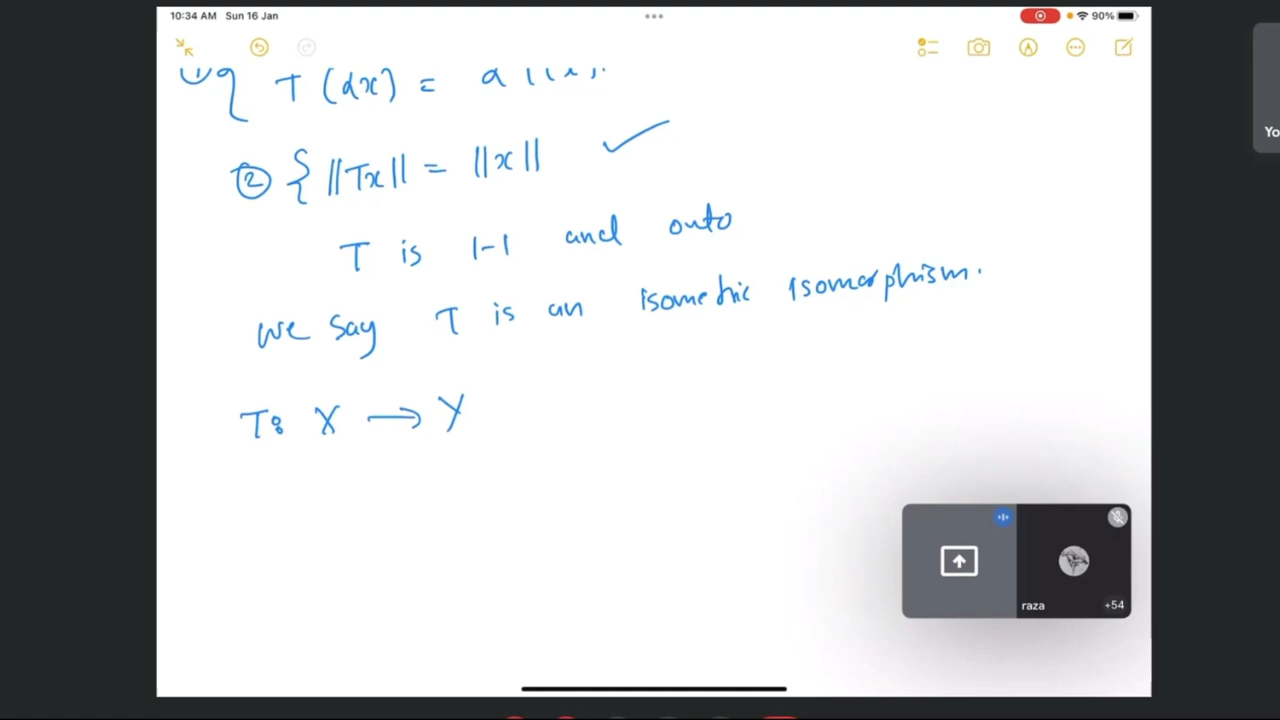 10:34 AM Sun 16 Jan
90%
T (αx) = α
② { ||Tx|| = ||x|| ✓
T is 1-1 and onto
we say T is an isometric isomorphism.
T: X → Y
Yo
raza +54